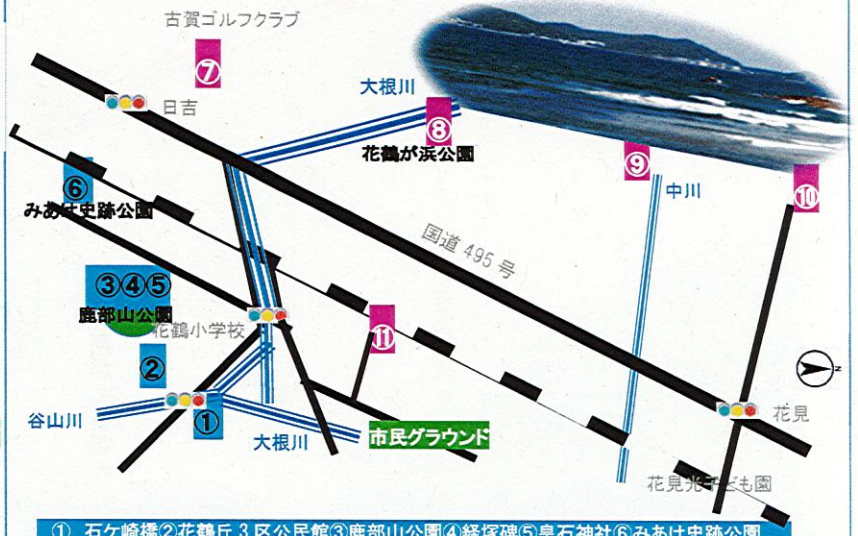 古賀ゴルフクラブ
⑦
大根川
日吉
⑧
花鶴が浜公園
⑨
中川
⑩
⑥
みあけ史跡公園
国道 495 号
③④⑤
鹿部山公園
花鶴小学校
⑪
②
N
谷山川
①
大根川
市民グラウンド
花見
花見光子ども園
① 石ケ崎橋②花鶴丘3区公民館③鹿部山公園④経塚碑⑤皇石神社⑥みあけ史跡公園